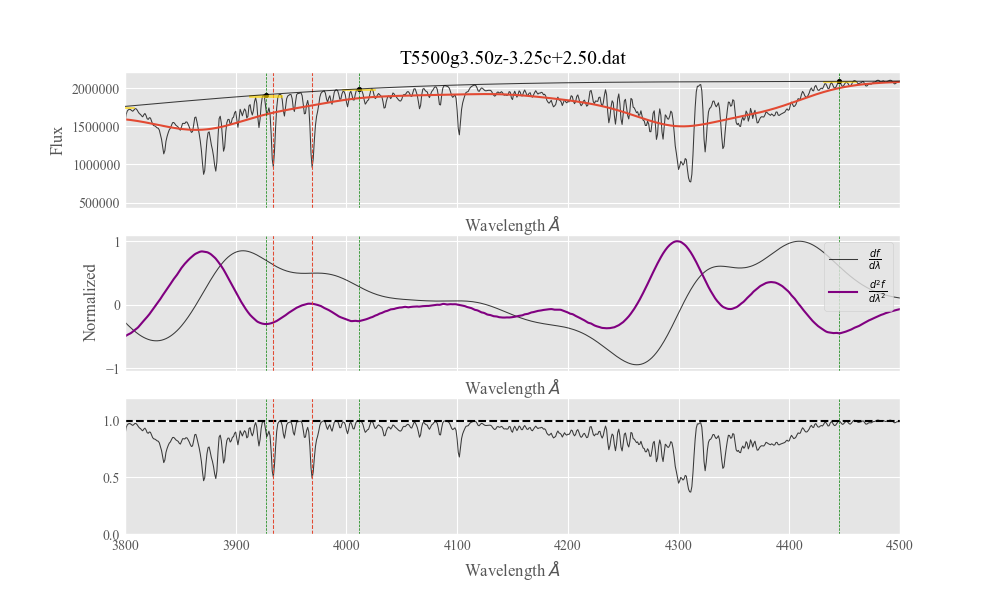 T5500g3.50z-3.25c+2.50.dat
Flux
2000000
1500000
1000000
500000
Wavelength Å
Normalized
1
0
−1
df
dλ
d²f
dλ²
Wavelength Å
1.0
0.5
0.0
3800 3900 4000 4100 4200 4300 4400 4500
Wavelength Å